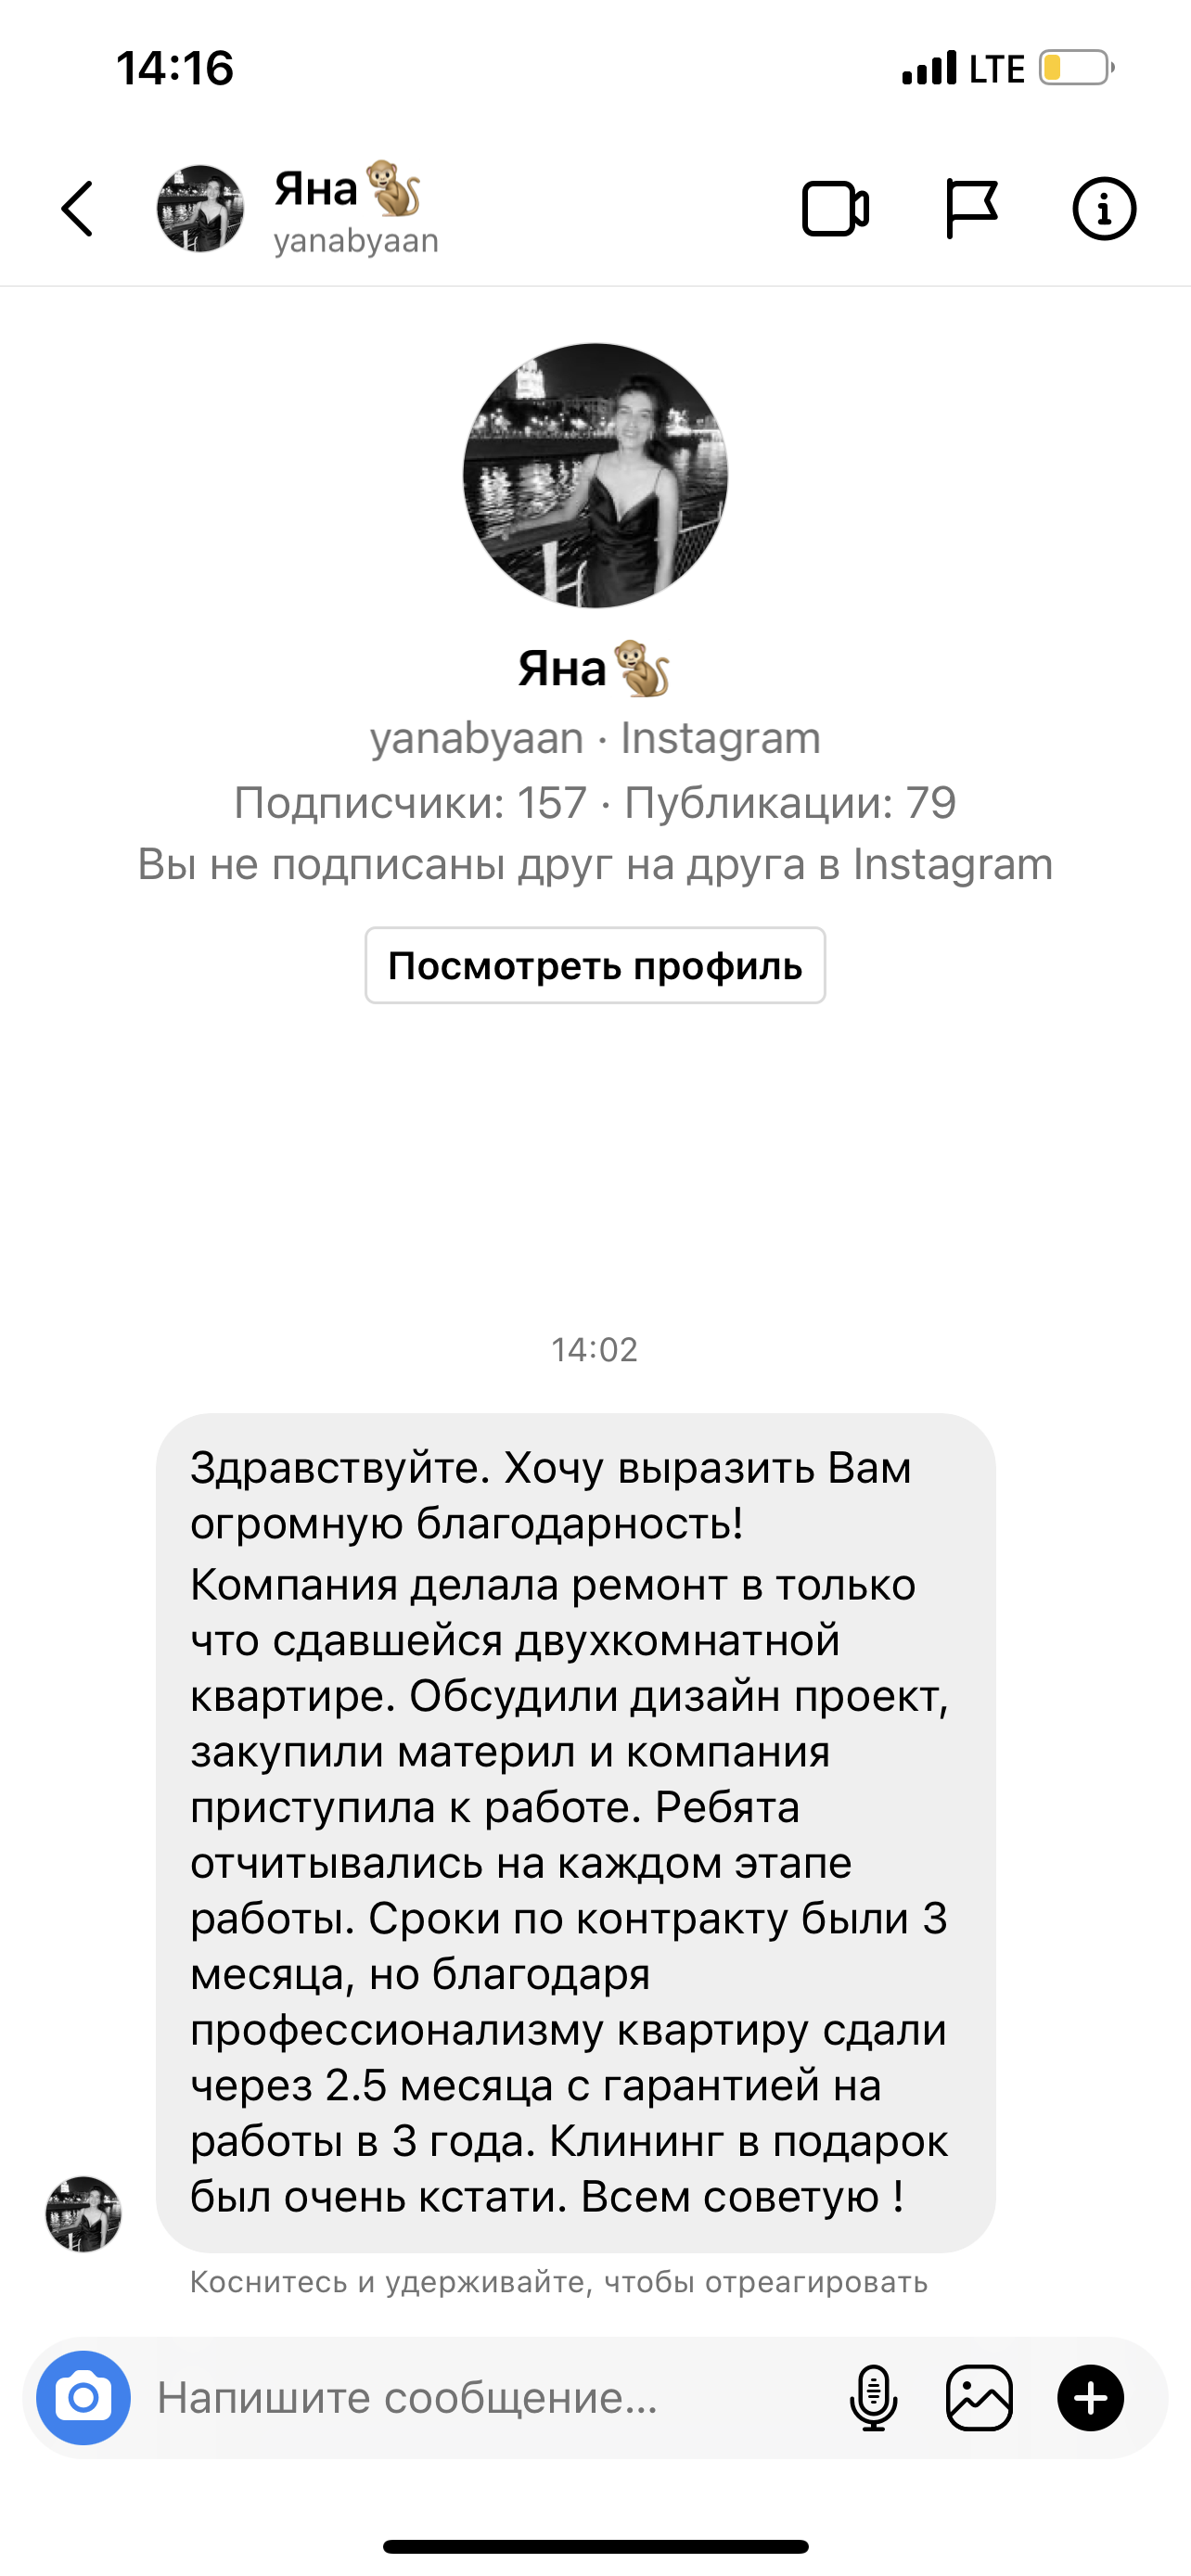 14:16
LTE
Яна🐒
yanabyaan
Яна🐒
yanabyaan · Instagram
Подписчики: 157 · Публикации: 79
Вы не подписаны друг на друга в Instagram
Посмотреть профиль
14:02
Здравствуйте. Хочу выразить Вам
огромную благодарность!
Компания делала ремонт в только
что сдавшейся двухкомнатной
квартире. Обсудили дизайн проект,
закупили материл и компания
приступила к работе. Ребята
отчитывались на каждом этапе
работы. Сроки по контракту были 3
месяца, но благодаря
профессионализму квартиру сдали
через 2.5 месяца с гарантией на
работы в 3 года. Клининг в подарок
был очень кстати. Всем советую !
Коснитесь и удерживайте, чтобы отреагировать
Напишите сообщение...